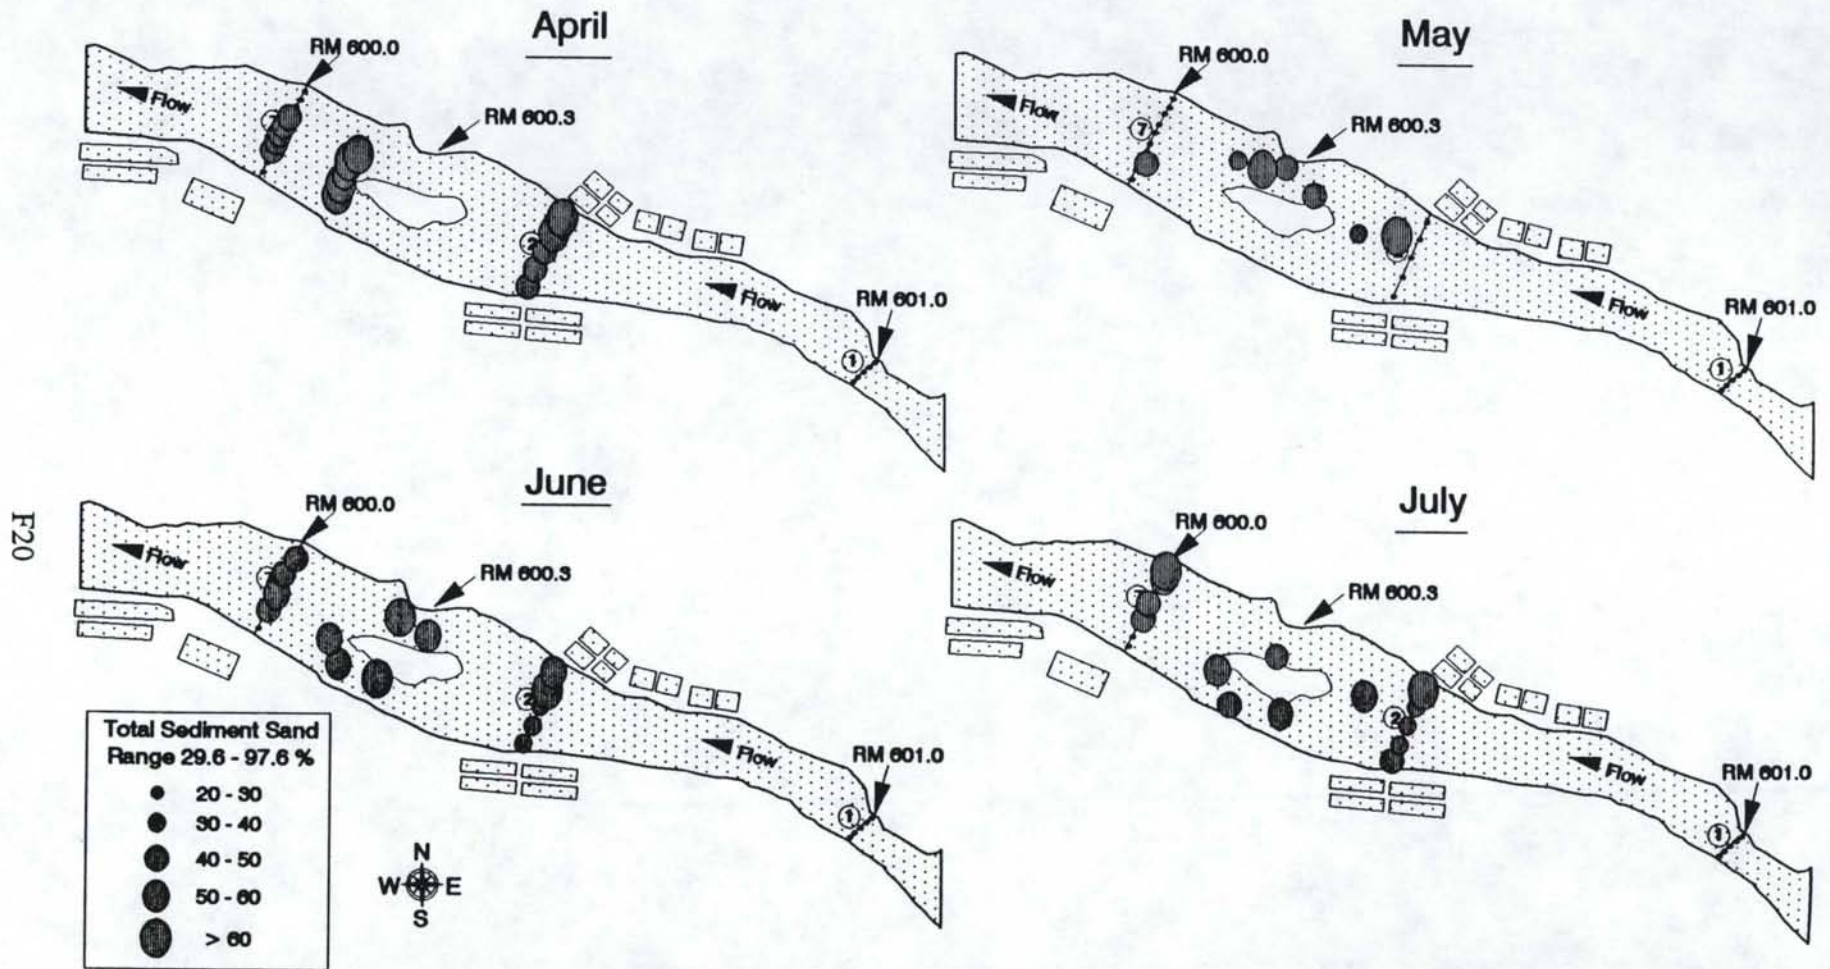 April
RM 600.0
Flow
RM 600.3
7
2
Flow
RM 601.0
1
May
RM 600.0
Flow
RM 600.3
7
Flow
RM 601.0
1
June
RM 600.0
Flow
RM 600.3
7
2
Flow
RM 601.0
1
July
RM 600.0
Flow
RM 600.3
7
2
Flow
RM 601.0
1
Total Sediment Sand
Range 29.6 - 97.6 %
20 - 30
30 - 40
40 - 50
50 - 60
> 60
N
W E
S
F20